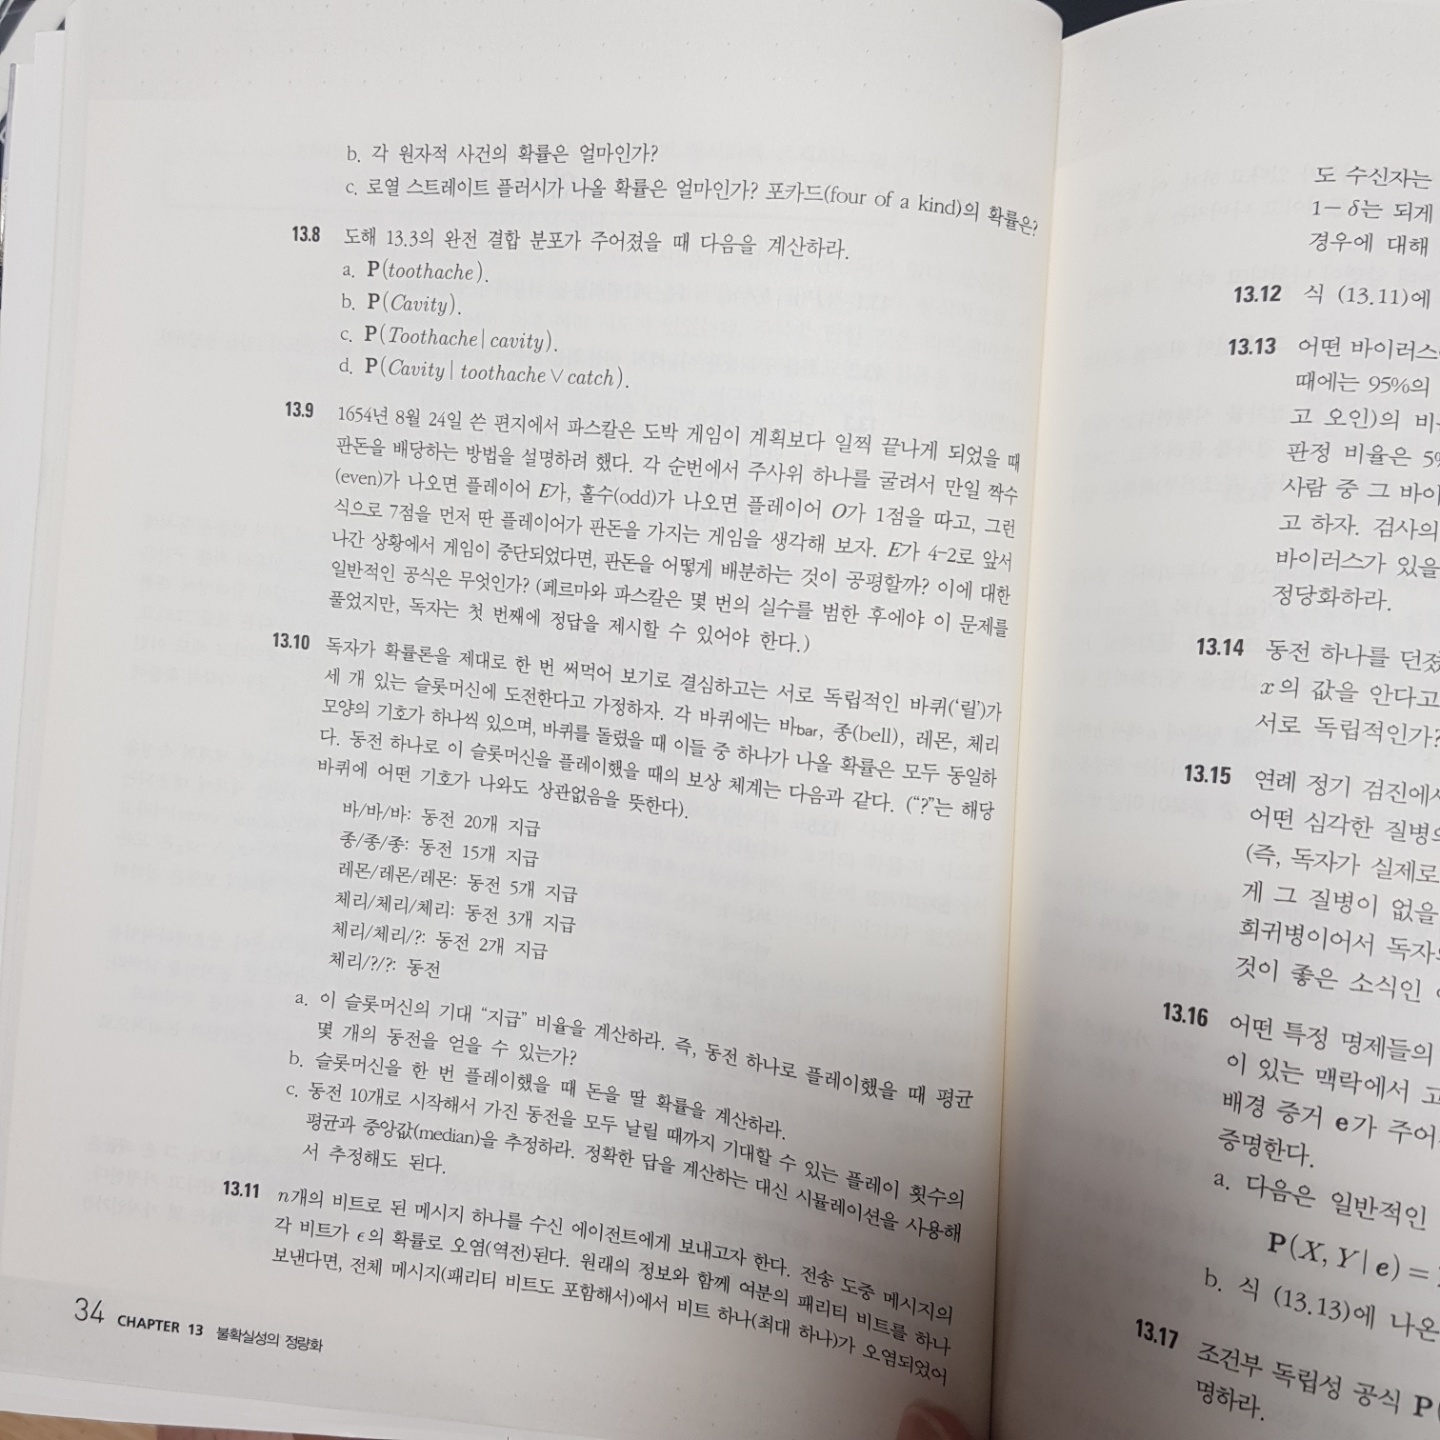 b. 각 원자적 사건의 확률은 얼마인가?
c. 로열 스트레이트 플러시가 나올 확률은 얼마인가? 포카드(four of a kind)의 확률은?
13.8 도해 13.3의 완전 결합 분포가 주어졌을 때 다음을 계산하라.
a. P(toothache).
b. P(Cavity).
c. P(Toothache | cavity).
d. P(Cavity | toothache ∨ catch).
13.9 1654년 8월 24일 쓴 편지에서 파스칼은 도박 게임이 계획보다 일찍 끝나게 되었을 때
판돈을 배당하는 방법을 설명하려 했다. 각 순번에서 주사위 하나를 굴려서 만일 짝수
(even)가 나오면 플레이어 E가, 홀수(odd)가 나오면 플레이어 O가 1점을 따고, 그런
식으로 7점을 먼저 딴 플레이어가 판돈을 가지는 게임을 생각해 보자. E가 4-2로 앞서
나간 상황에서 게임이 중단되었다면, 판돈을 어떻게 배분하는 것이 공평할까? 이에 대한
일반적인 공식은 무엇인가? (페르마와 파스칼은 몇 번의 실수를 범한 후에야 이 문제를
풀었지만, 독자는 첫 번째에 정답을 제시할 수 있어야 한다.)
13.10 독자가 확률론을 제대로 한 번 써먹어 보기로 결심하고는 서로 독립적인 바퀴('릴')가
세 개 있는 슬롯머신에 도전한다고 가정하자. 각 바퀴에는 바bar, 종(bell), 레몬, 체리
모양의 기호가 하나씩 있으며, 바퀴를 돌렸을 때 이들 중 하나가 나올 확률은 모두 동일하
다. 동전 하나로 이 슬롯머신을 플레이했을 때의 보상 체계는 다음과 같다. ("?"는 해당
바퀴에 어떤 기호가 나와도 상관없음을 뜻한다).
바/바/바: 동전 20개 지급
종/종/종: 동전 15개 지급
레몬/레몬/레몬: 동전 5개 지급
체리/체리/체리: 동전 3개 지급
체리/체리/?: 동전 2개 지급
체리/?/?: 동전
a. 이 슬롯머신의 기대 "지급" 비율을 계산하라. 즉, 동전 하나로 플레이했을 때 평균
몇 개의 동전을 얻을 수 있는가?
b. 슬롯머신을 한 번 플레이했을 때 돈을 딸 확률을 계산하라.
c. 동전 10개로 시작해서 가진 동전을 모두 날릴 때까지 기대할 수 있는 플레이 횟수의
평균과 중앙값(median)을 추정하라. 정확한 답을 계산하는 대신 시뮬레이션을 사용해
서 추정해도 된다.
13.11 n개의 비트로 된 메시지 하나를 수신 에이전트에게 보내고자 한다. 전송 도중 메시지의
각 비트가 ϵ의 확률로 오염(역전)된다. 원래의 정보와 함께 여분의 패리티 비트를 하나
보낸다면, 전체 메시지(패리티 비트도 포함해서)에서 비트 하나(최대 하나)가 오염되었어
34 CHAPTER 13 불확실성의 정량화
도 수신자는
1− δ는 되게
경우에 대해
13.12 식 (13.11)에
13.13 어떤 바이러스
때에는 95%의
고 오인)의 비
판정 비율은 5%
사람 중 그 바이
고 하자. 검사의
바이러스가 있을
정당화하라.
13.14 동전 하나를 던졌
x의 값을 안다고
서로 독립적인가?
13.15 연례 정기 검진에서
어떤 심각한 질병의
(즉, 독자가 실제로
게 그 질병이 없을
희귀병이어서 독자
것이 좋은 소식인
13.16 어떤 특정 명제들의
이 있는 맥락에서 고
배경 증거 e가 주어
증명한다.
a. 다음은 일반적인
P(X, Y | e) =
b. 식 (13.13)에 나온
13.17 조건부 독립성 공식 P(
명하라.